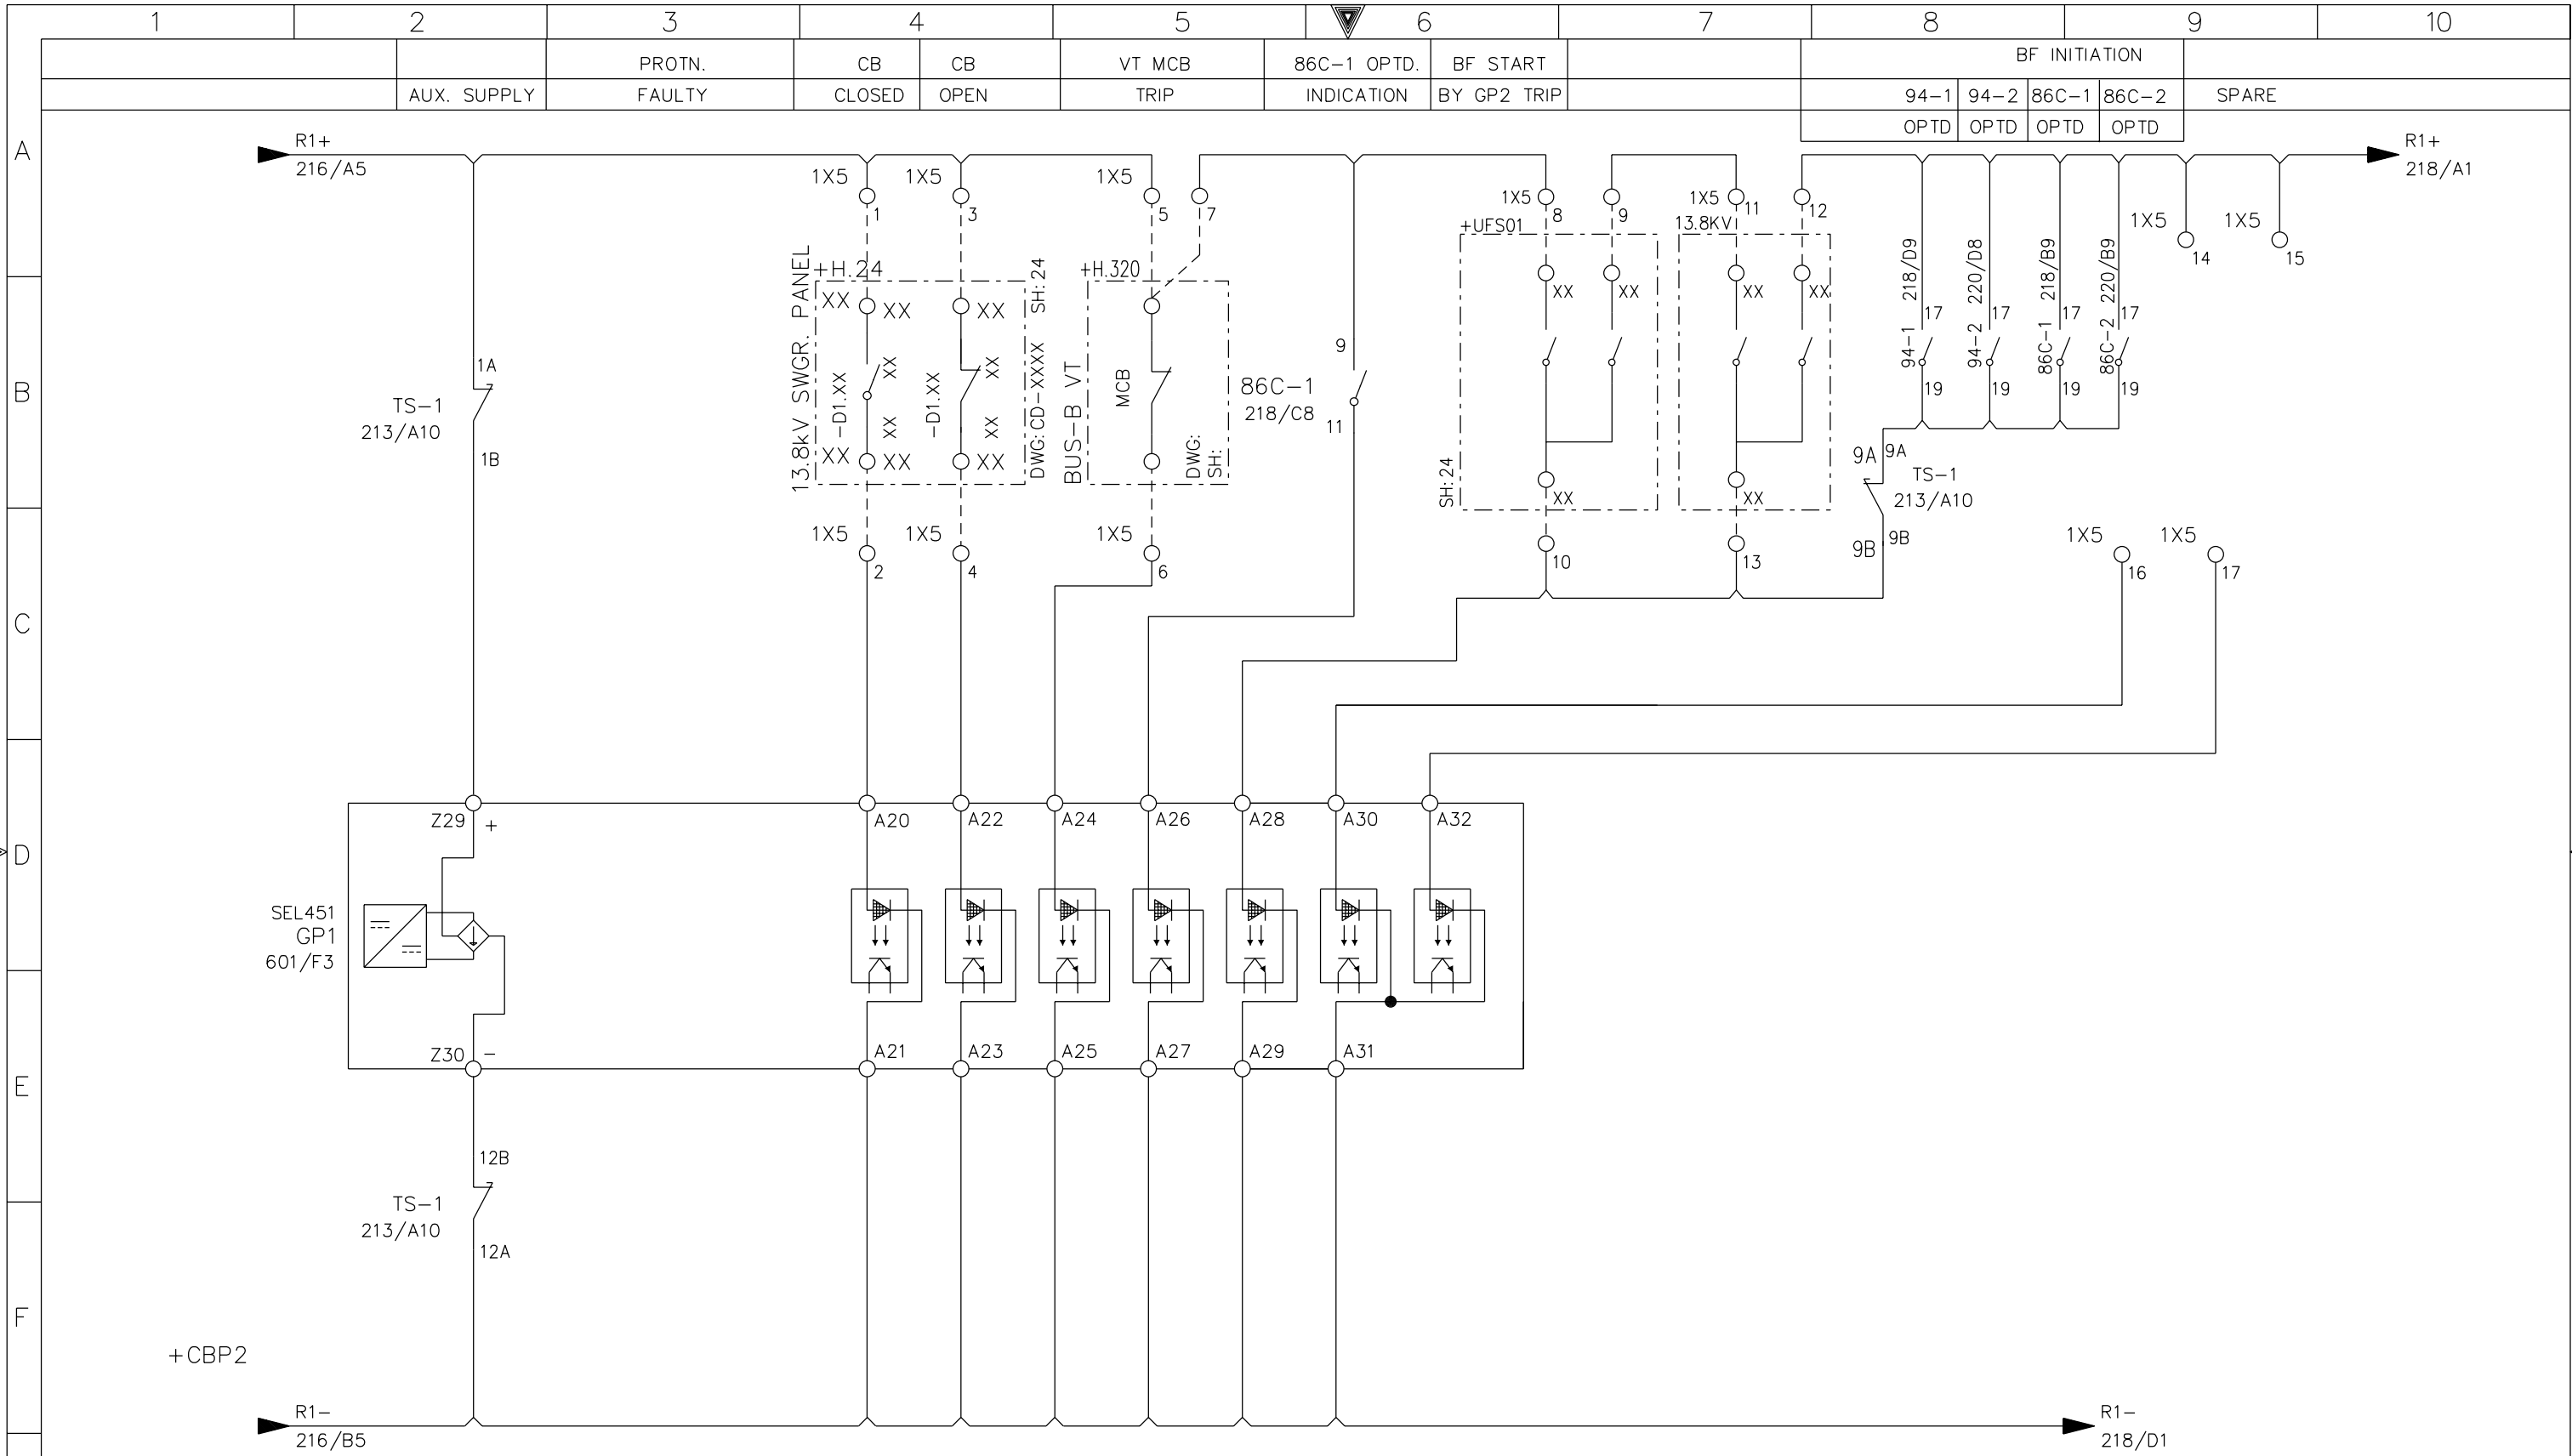 1 2 3 4 5 6 7 8 9 10
PROTN. CB CB VT MCB 86C-1 OPTD. BF START BF INITIATION
AUX. SUPPLY FAULTY CLOSED OPEN TRIP INDICATION BY GP2 TRIP 94-1 94-2 86C-1 86C-2 SPARE
OPTD OPTD OPTD OPTD
A
R1+
216/A5
R1+
218/A1
1X5 1
1X5 3
1X5 5 7
1X5 8 9
1X5 11 12
1X5 14
1X5 15
13.8kV SWGR. PANEL
+H.24
XX XX XX
-D1.XX XX XX
-D1.XX XX XX
XX XX XX
SH:24
DWG:CD-XXXX
BUS-B VT
+H.320
MCB
DWG:
SH:
+UFS01
XX XX
XX
SH:24
13.8KV
XX XX
XX
218/D9
220/D8
218/B9
220/B9
17 17 17 17
94-1 94-2 86C-1 86C-2
19 19 19 19
B
1A
TS-1
213/A10
1B
9
86C-1
218/C8
11
9A 9A
TS-1
213/A10
9B 9B
C
1X5 2
1X5 4
1X5 6
10
13
1X5 16
1X5 17
D
Z29 + A20 A22 A24 A26 A28 A30 A32
SEL451
GP1
601/F3
Z30 - A21 A23 A25 A27 A29 A31
E
12B
TS-1
213/A10
12A
F
+CBP2
R1-
216/B5
R1-
218/D1